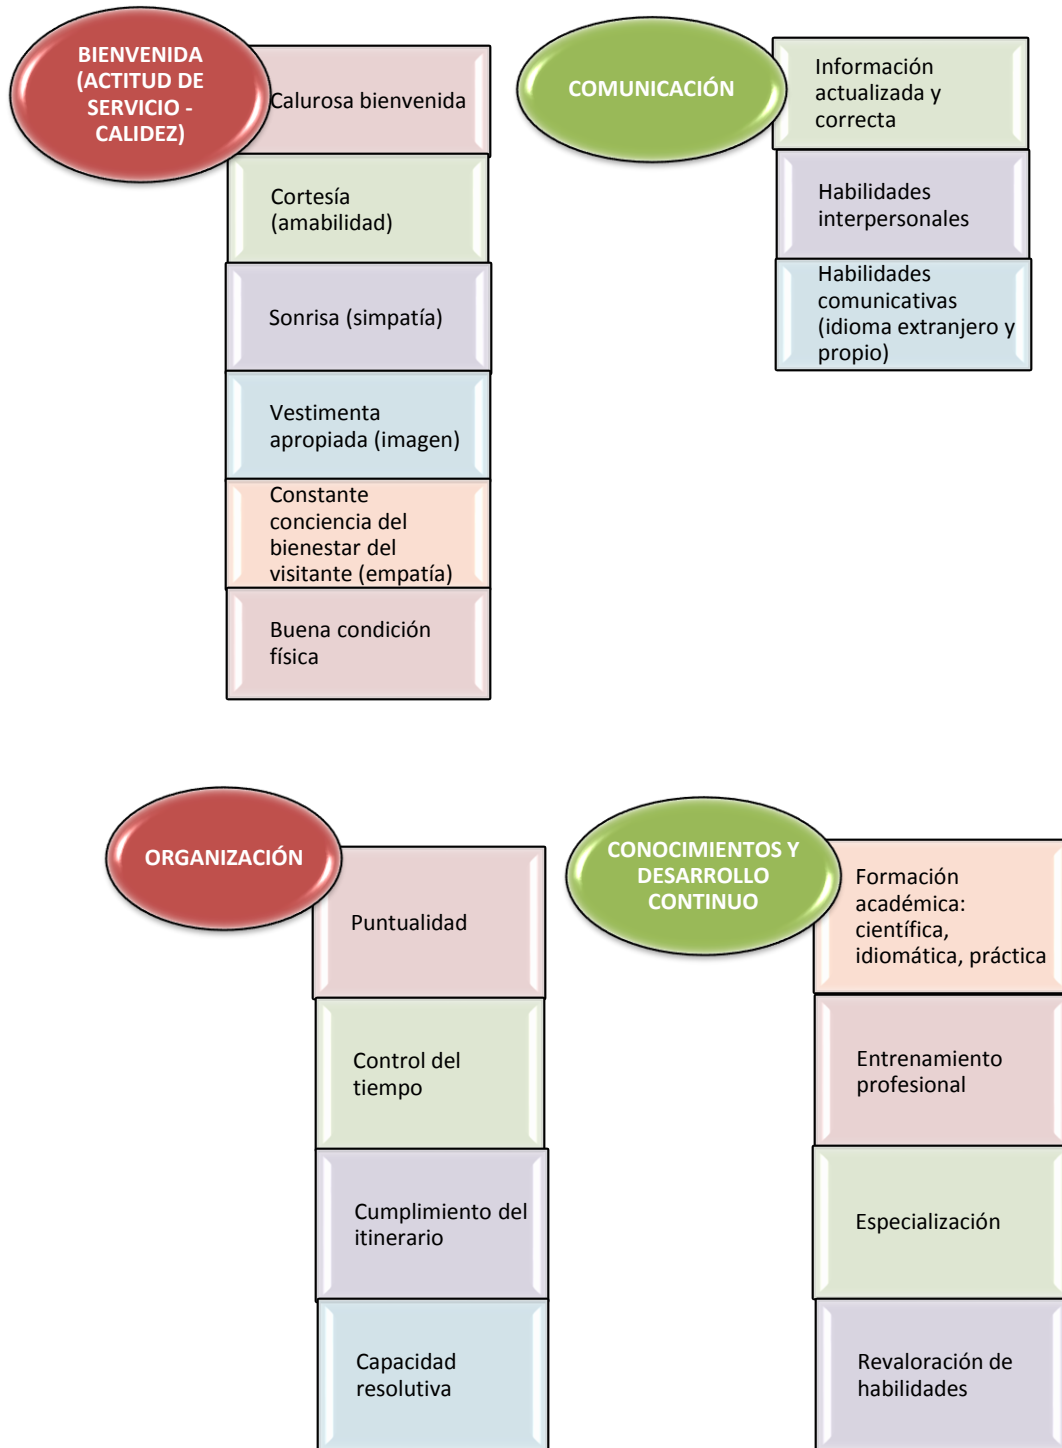 BIENVENIDA
(ACTITUD DE
SERVICIO -
CALIDEZ)
Calurosa bienvenida
Cortesía
(amabilidad)
Sonrisa (simpatía)
Vestimenta
apropiada (imagen)
Constante
conciencia del
bienestar del
visitante (empatía)
Buena condición
física
COMUNICACIÓN
Información
actualizada y
correcta
Habilidades
interpersonales
Habilidades
comunicativas
(idioma extranjero y
propio)
ORGANIZACIÓN
Puntualidad
Control del
tiempo
Cumplimiento del
itinerario
Capacidad
resolutiva
CONOCIMIENTOS Y
DESARROLLO
CONTINUO
Formación
académica:
científica,
idiomática, práctica
Entrenamiento
profesional
Especialización
Revaloración de
habilidades